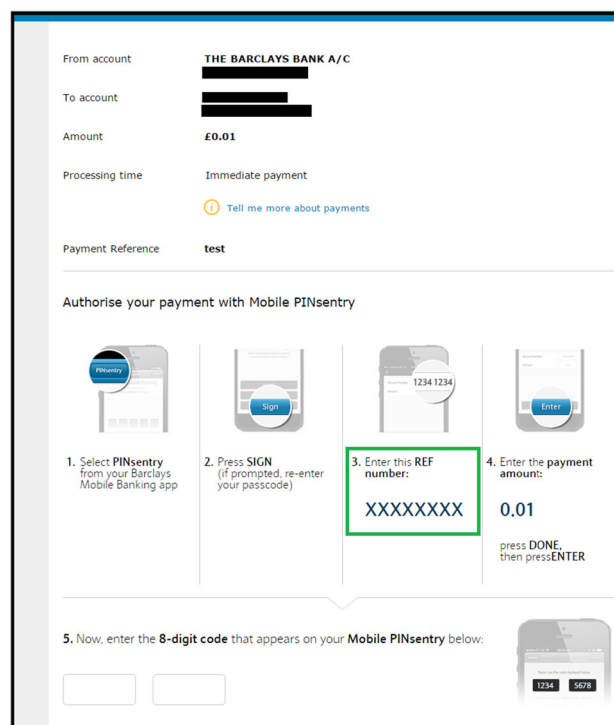 From account THE BARCLAYS BANK A/C
To account
Amount £0.01
Processing time Immediate payment
i Tell me more about payments
Payment Reference test
Authorise your payment with Mobile PINsentry
PINsentry
Sign
1234 1234
Enter
1. Select PINsentry
from your Barclays
Mobile Banking app
2. Press SIGN
(if prompted, re-enter
your passcode)
3. Enter this REF
number:
XXXXXXXX
4. Enter the payment
amount:
0.01
press DONE,
then pressENTER
5. Now, enter the 8-digit code that appears on your Mobile PINsentry below:
1234 5678